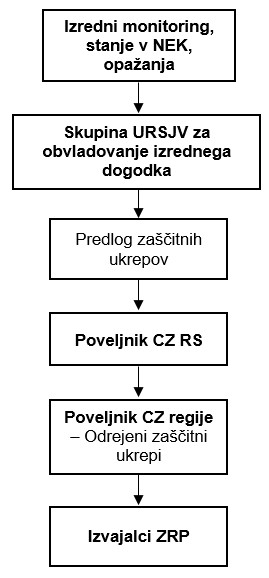 Izredni monitoring,
stanje v NEK,
opažanja
Skupina URSJV za
obvladovanje izrednega
dogodka
Predlog zaščitnih
ukrepov
Poveljnik CZ RS
Poveljnik CZ regije
– Odrejeni zaščitni
ukrepi
Izvajalci ZRP